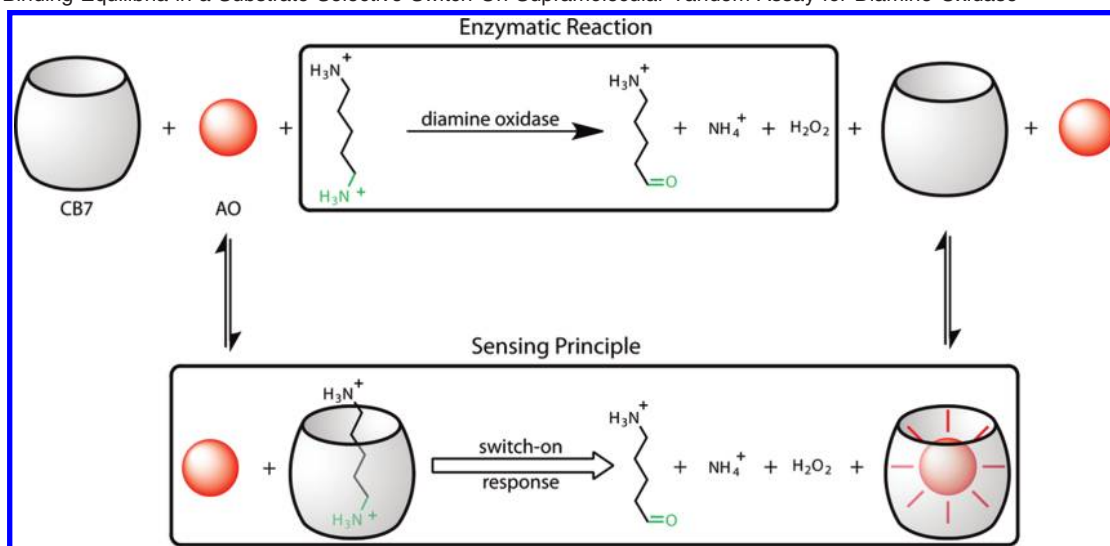 Binding Equilibria in a Substrate-Selective Switch-On Supramolecular Tandem Assay for Diamine Oxidase
Enzymatic Reaction
H₃N⁺
diamine oxidase
H₃N⁺
H₃N⁺
+ + + NH₄⁺ + H₂O₂ + +
O
CB7
AO
Sensing Principle
H₃N⁺
H₃N⁺
switch-on
response
+ + NH₄⁺ + H₂O₂ +
H₃N⁺
O